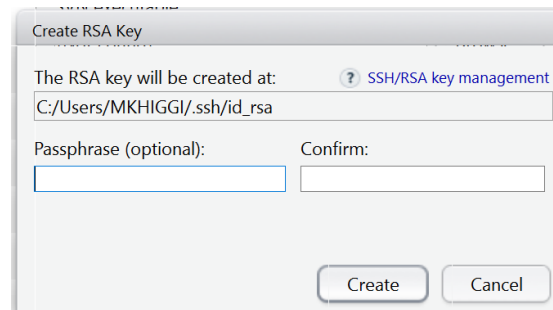 Create RSA Key
The RSA key will be created at:
? SSH/RSA key management
C:/Users/MKHIGGI/.ssh/id_rsa
Passphrase (optional):
Confirm:
Create
Cancel